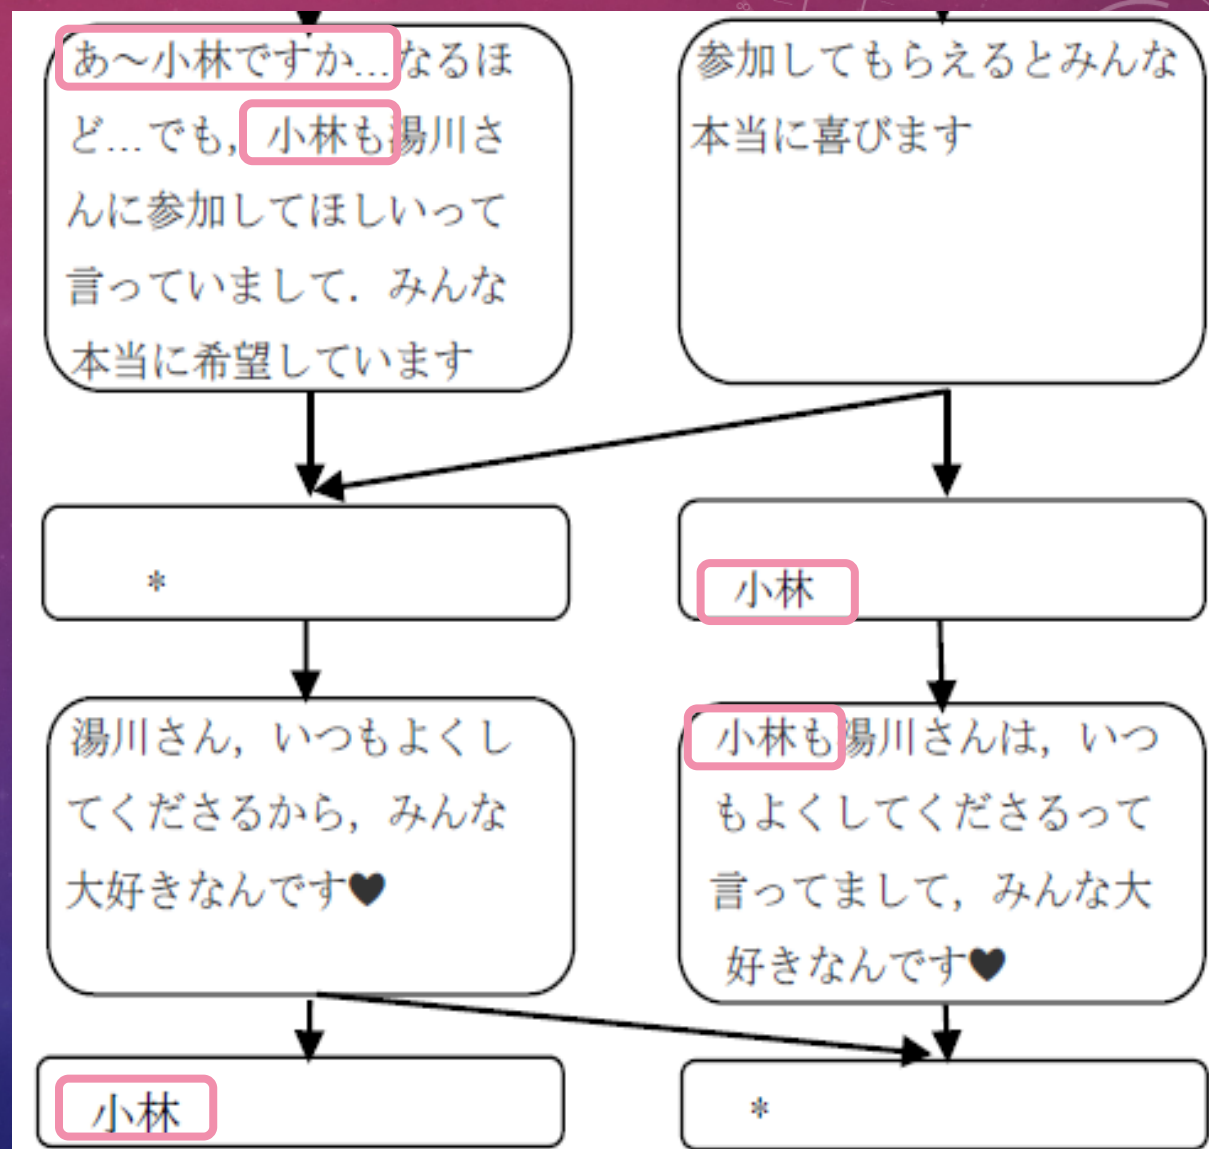 あ～小林ですか…なるほ
ど…でも，小林も湯川さ
んに参加してほしいって
言っていまして．みんな
本当に希望しています
参加してもらえるとみんな
本当に喜びます
*
小林
湯川さん，いつもよくし
てくださるから，みんな
大好きなんです♥
小林も湯川さんは，いつ
もよくしてくださるって
言ってまして，みんな大
好きなんです♥
小林
*